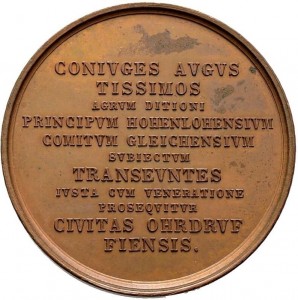 CONIVGES AVGVS
TISSIMOS
AGRVM DITIONI
PRINCIPVM HOHENLOHENSIVM
COMITVM GLEICHENSIVM
SVBIECTVM
TRANSEVNTES
IVSTA CVM VENERATIONE
PROSEQVITVR
CIVITAS OHRDRVF
FIENSIS.